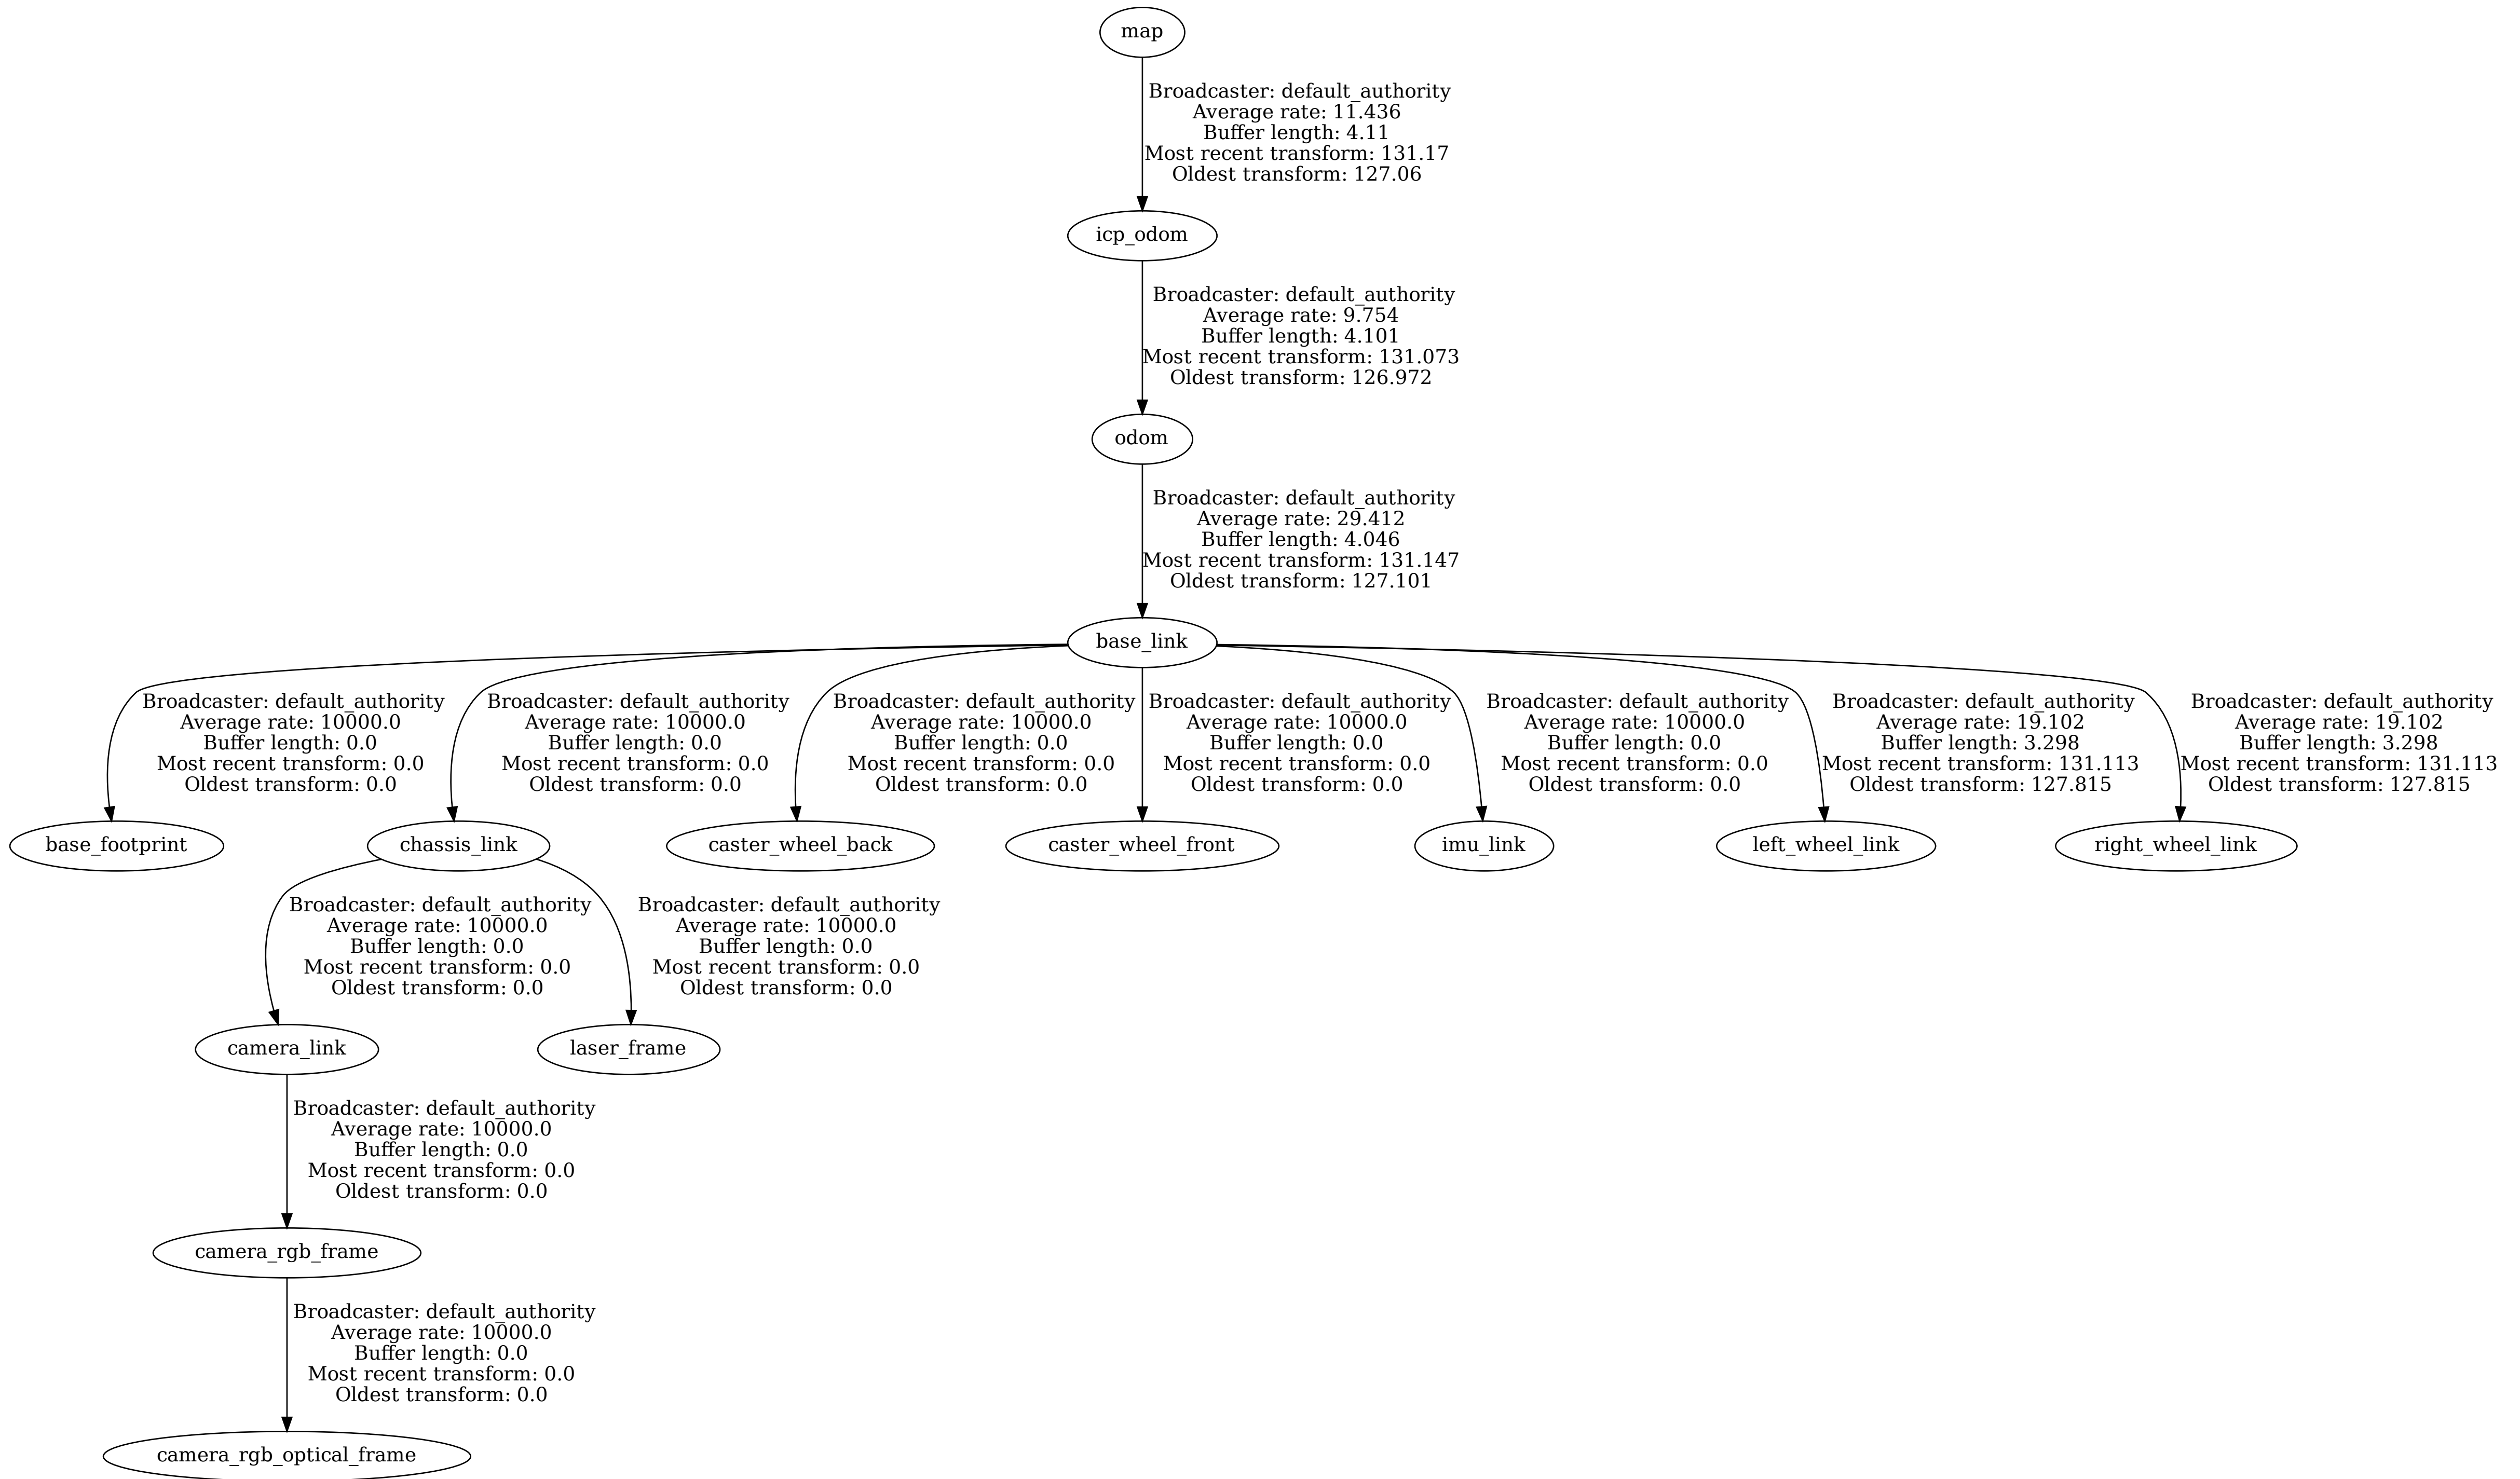 map
Broadcaster: default_authority
Average rate: 11.436
Buffer length: 4.11
Most recent transform: 131.17
Oldest transform: 127.06
icp_odom
Broadcaster: default_authority
Average rate: 9.754
Buffer length: 4.101
Most recent transform: 131.073
Oldest transform: 126.972
odom
Broadcaster: default_authority
Average rate: 29.412
Buffer length: 4.046
Most recent transform: 131.147
Oldest transform: 127.101
base_link
Broadcaster: default_authority
Average rate: 10000.0
Buffer length: 0.0
Most recent transform: 0.0
Oldest transform: 0.0
Broadcaster: default_authority
Average rate: 10000.0
Buffer length: 0.0
Most recent transform: 0.0
Oldest transform: 0.0
Broadcaster: default_authority
Average rate: 10000.0
Buffer length: 0.0
Most recent transform: 0.0
Oldest transform: 0.0
Broadcaster: default_authority
Average rate: 10000.0
Buffer length: 0.0
Most recent transform: 0.0
Oldest transform: 0.0
Broadcaster: default_authority
Average rate: 10000.0
Buffer length: 0.0
Most recent transform: 0.0
Oldest transform: 0.0
Broadcaster: default_authority
Average rate: 19.102
Buffer length: 3.298
Most recent transform: 131.113
Oldest transform: 127.815
Broadcaster: default_authority
Average rate: 19.102
Buffer length: 3.298
Most recent transform: 131.113
Oldest transform: 127.815
base_footprint
chassis_link
caster_wheel_back
caster_wheel_front
imu_link
left_wheel_link
right_wheel_link
Broadcaster: default_authority
Average rate: 10000.0
Buffer length: 0.0
Most recent transform: 0.0
Oldest transform: 0.0
Broadcaster: default_authority
Average rate: 10000.0
Buffer length: 0.0
Most recent transform: 0.0
Oldest transform: 0.0
camera_link
laser_frame
Broadcaster: default_authority
Average rate: 10000.0
Buffer length: 0.0
Most recent transform: 0.0
Oldest transform: 0.0
camera_rgb_frame
Broadcaster: default_authority
Average rate: 10000.0
Buffer length: 0.0
Most recent transform: 0.0
Oldest transform: 0.0
camera_rgb_optical_frame